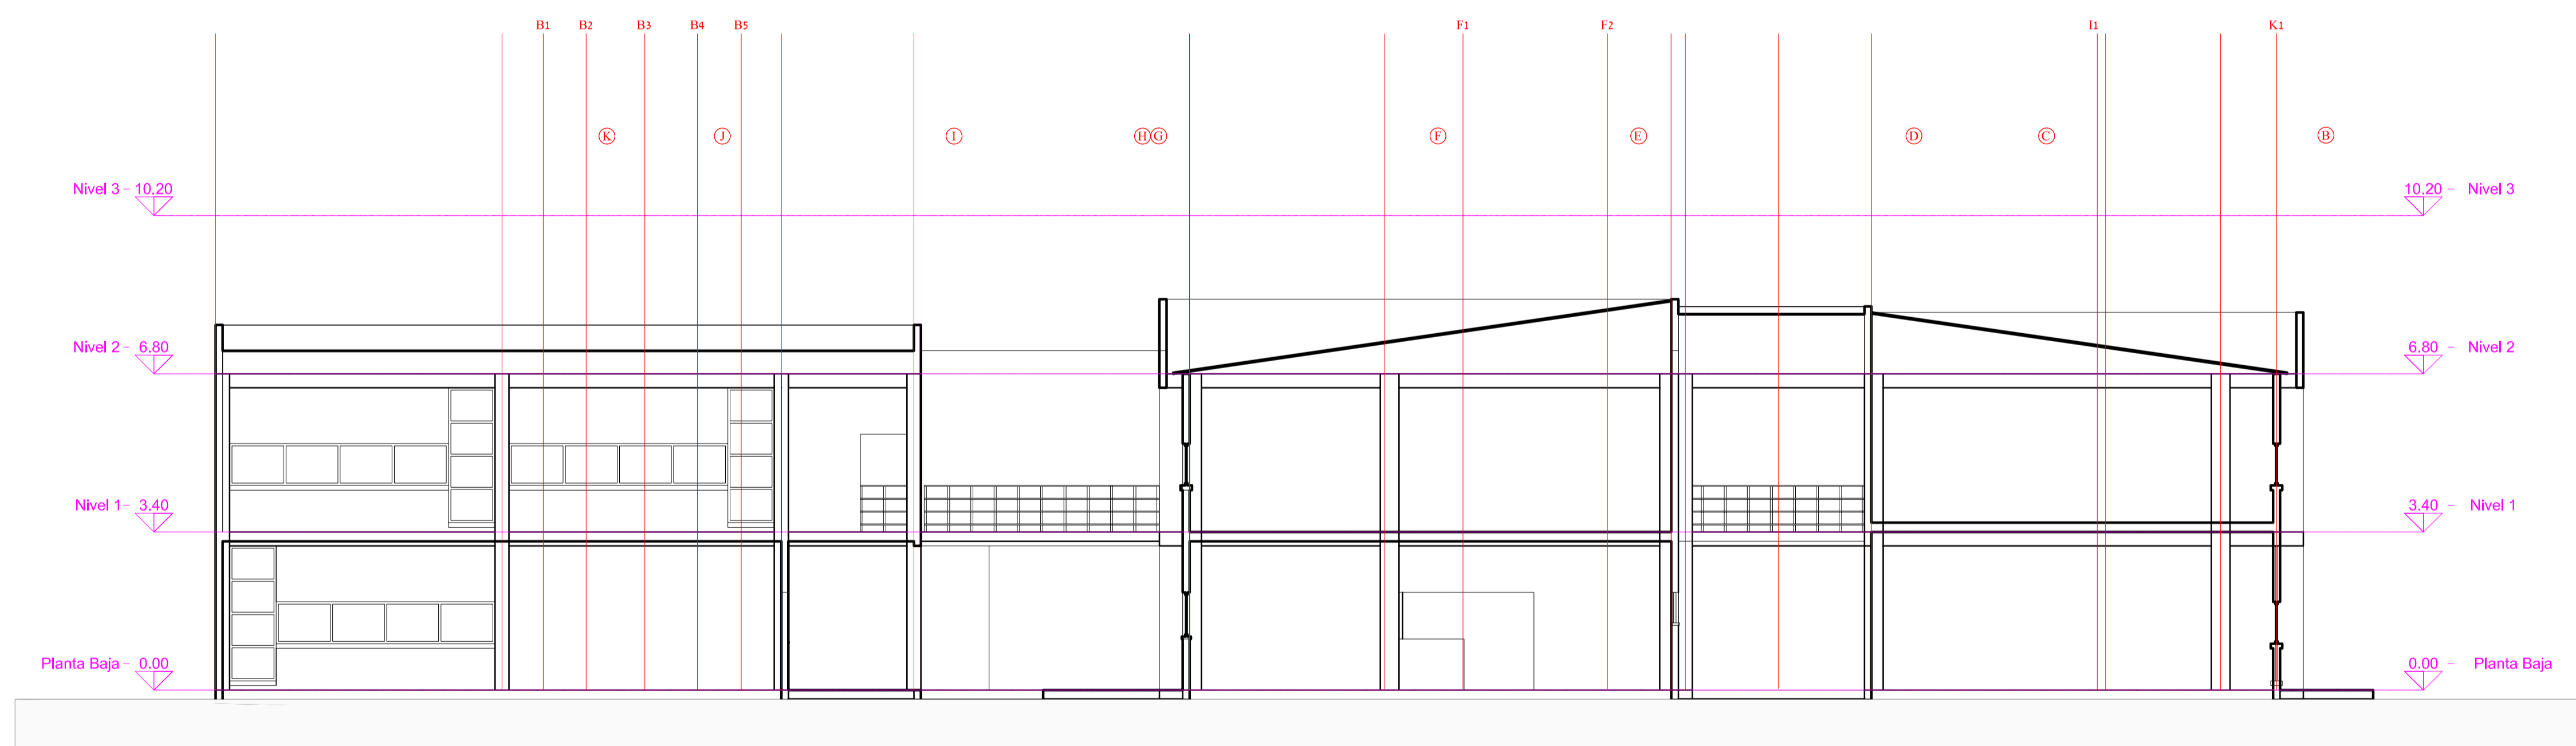 B1 B2 B3 B4 B5 F1 F2 I1 K1
K J I H G F E D C B
Nivel 3 - 10.20 10.20 - Nivel 3
Nivel 2 - 6.80 6.80 - Nivel 2
Nivel 1 - 3.40 3.40 - Nivel 1
Planta Baja - 0.00 0.00 - Planta Baja